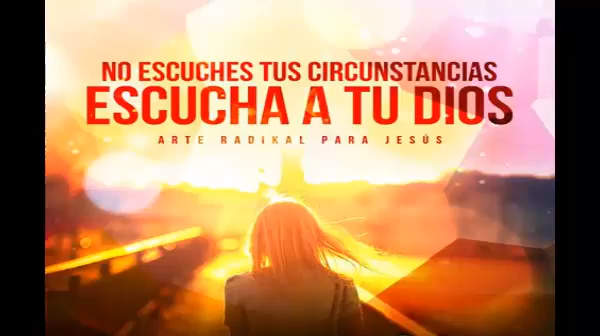 NO ESCUCHES TUS CIRCUNSTANCIAS
ESCUCHA A TU DIOS
ARTE RADIKAL PARA JESÚS